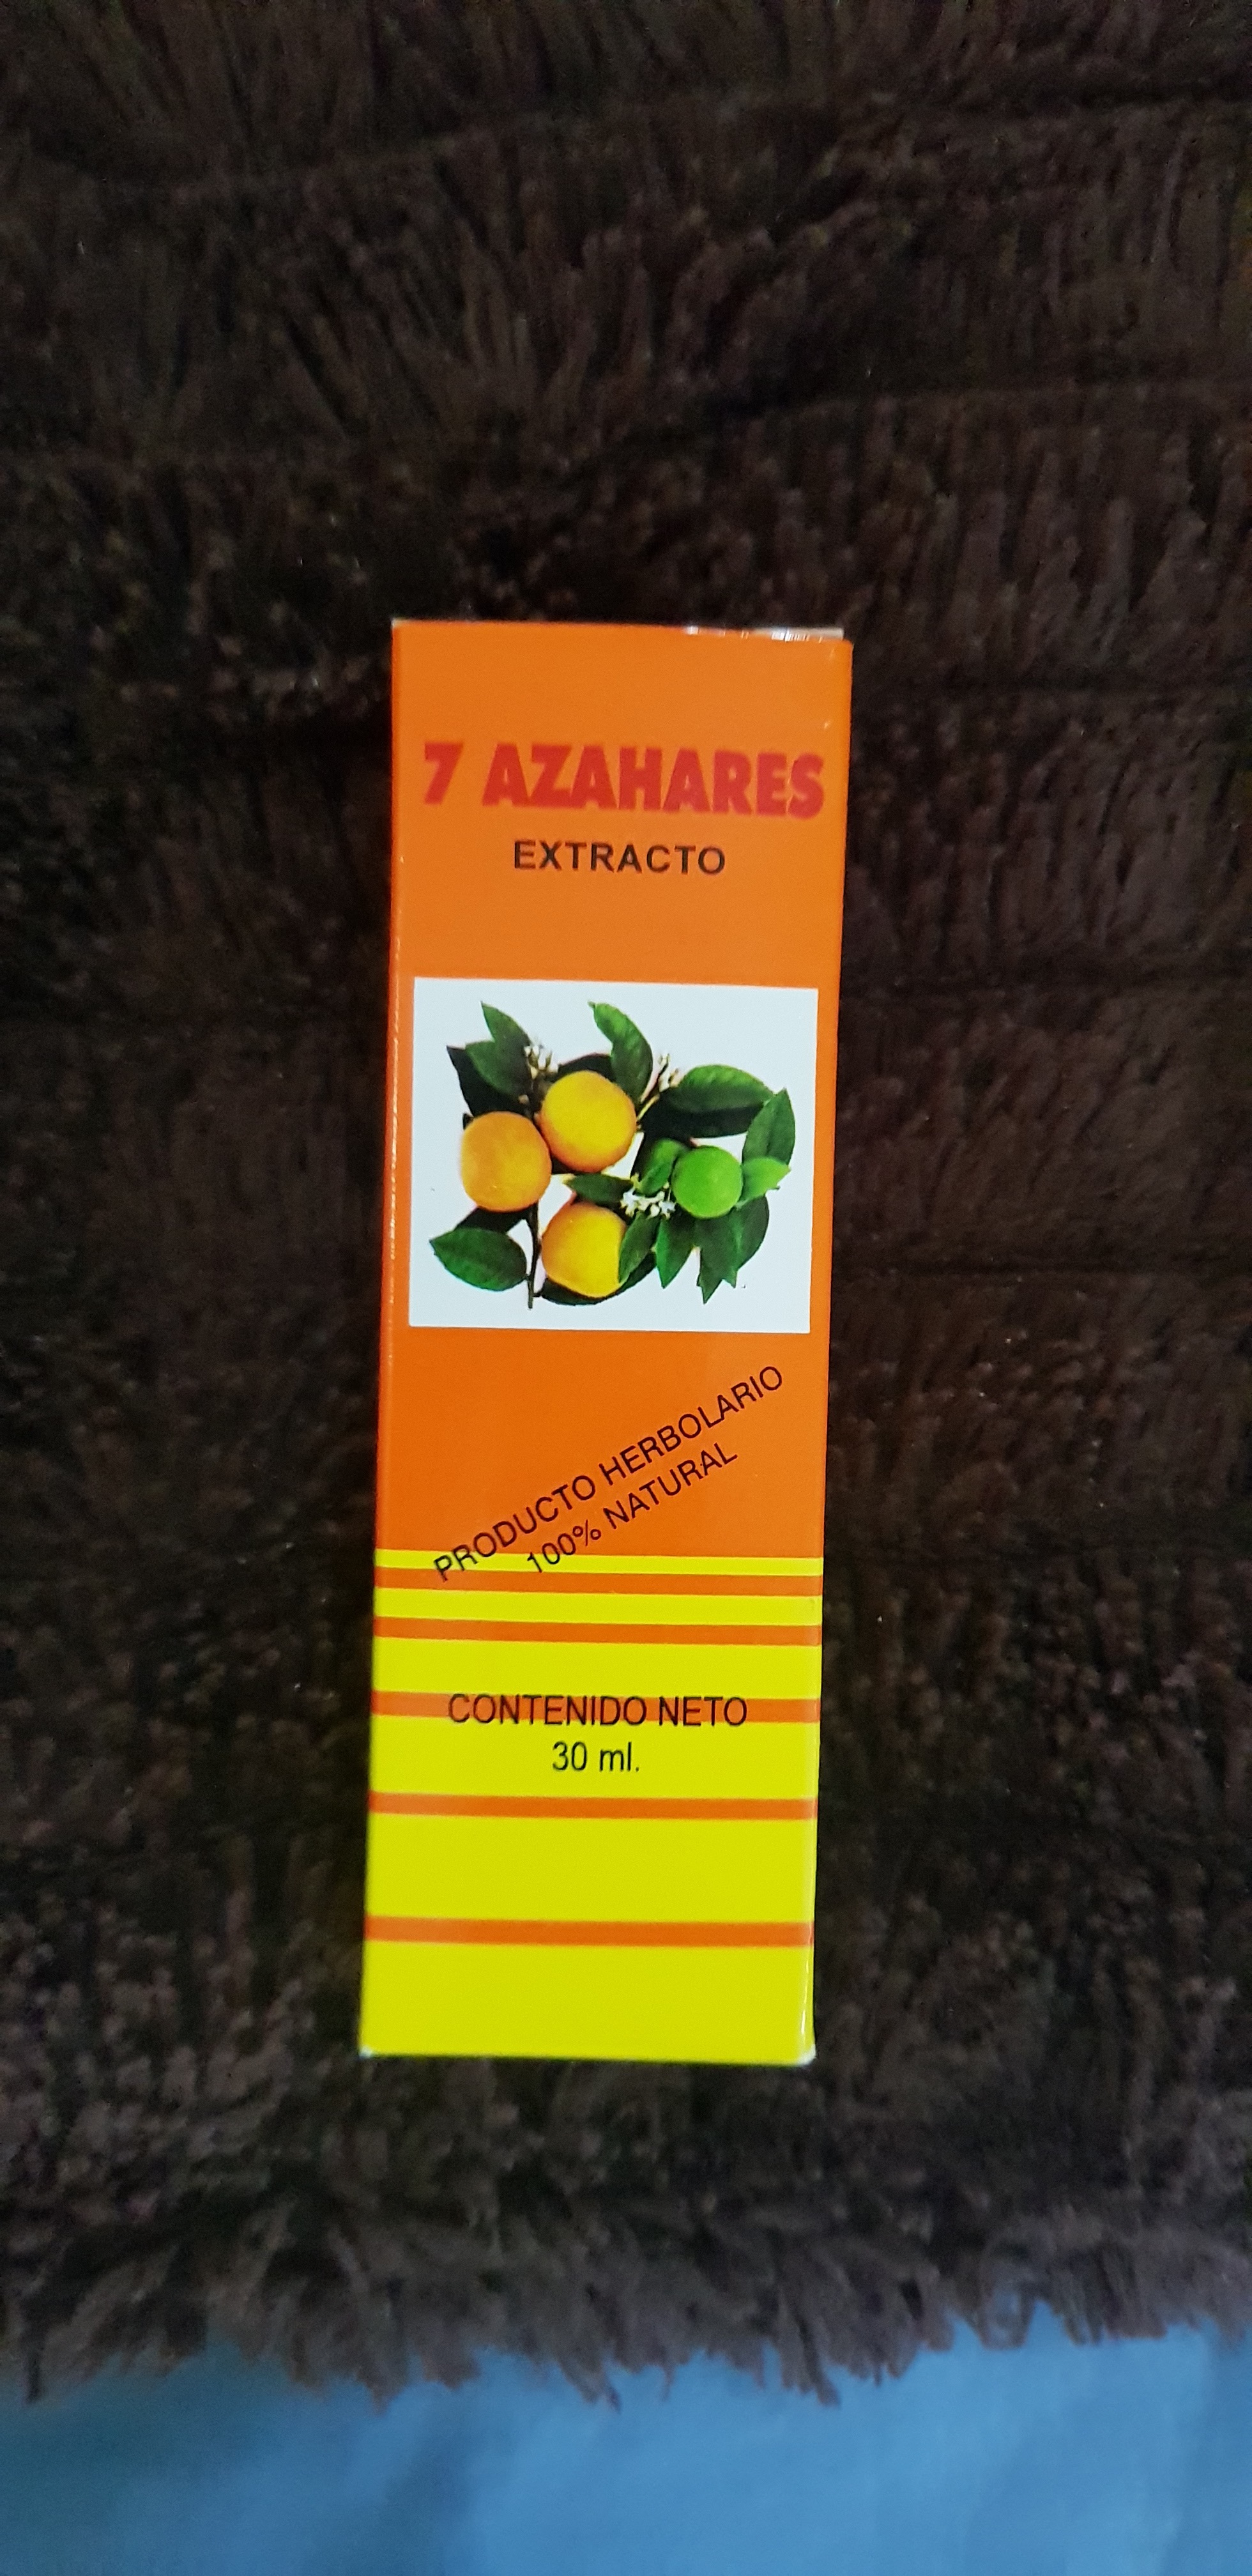 7 AZAHARES
EXTRACTO
PRODUCTO HERBOLARIO
100% NATURAL
CONTENIDO NETO
30 ml.